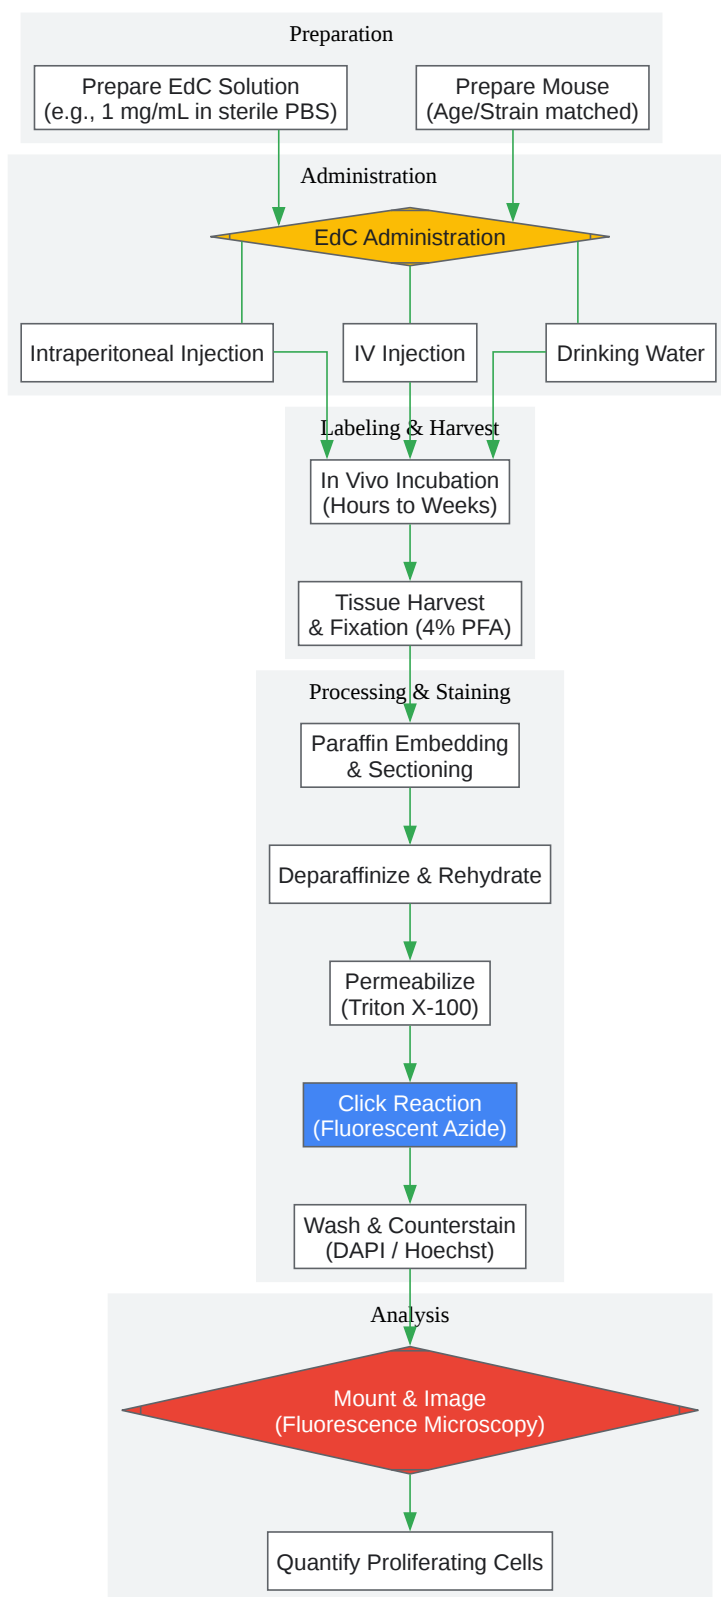 Preparation
Prepare EdC Solution
(e.g., 1 mg/mL in sterile PBS)
Prepare Mouse
(Age/Strain matched)
Administration
EdC Administration
Intraperitoneal Injection
IV Injection
Drinking Water
Labeling & Harvest
In Vivo Incubation
(Hours to Weeks)
Tissue Harvest
& Fixation (4% PFA)
Processing & Staining
Paraffin Embedding
& Sectioning
Deparaffinize & Rehydrate
Permeabilize
(Triton X-100)
Click Reaction
(Fluorescent Azide)
Wash & Counterstain
(DAPI / Hoechst)
Analysis
Mount & Image
(Fluorescence Microscopy)
Quantify Proliferating Cells